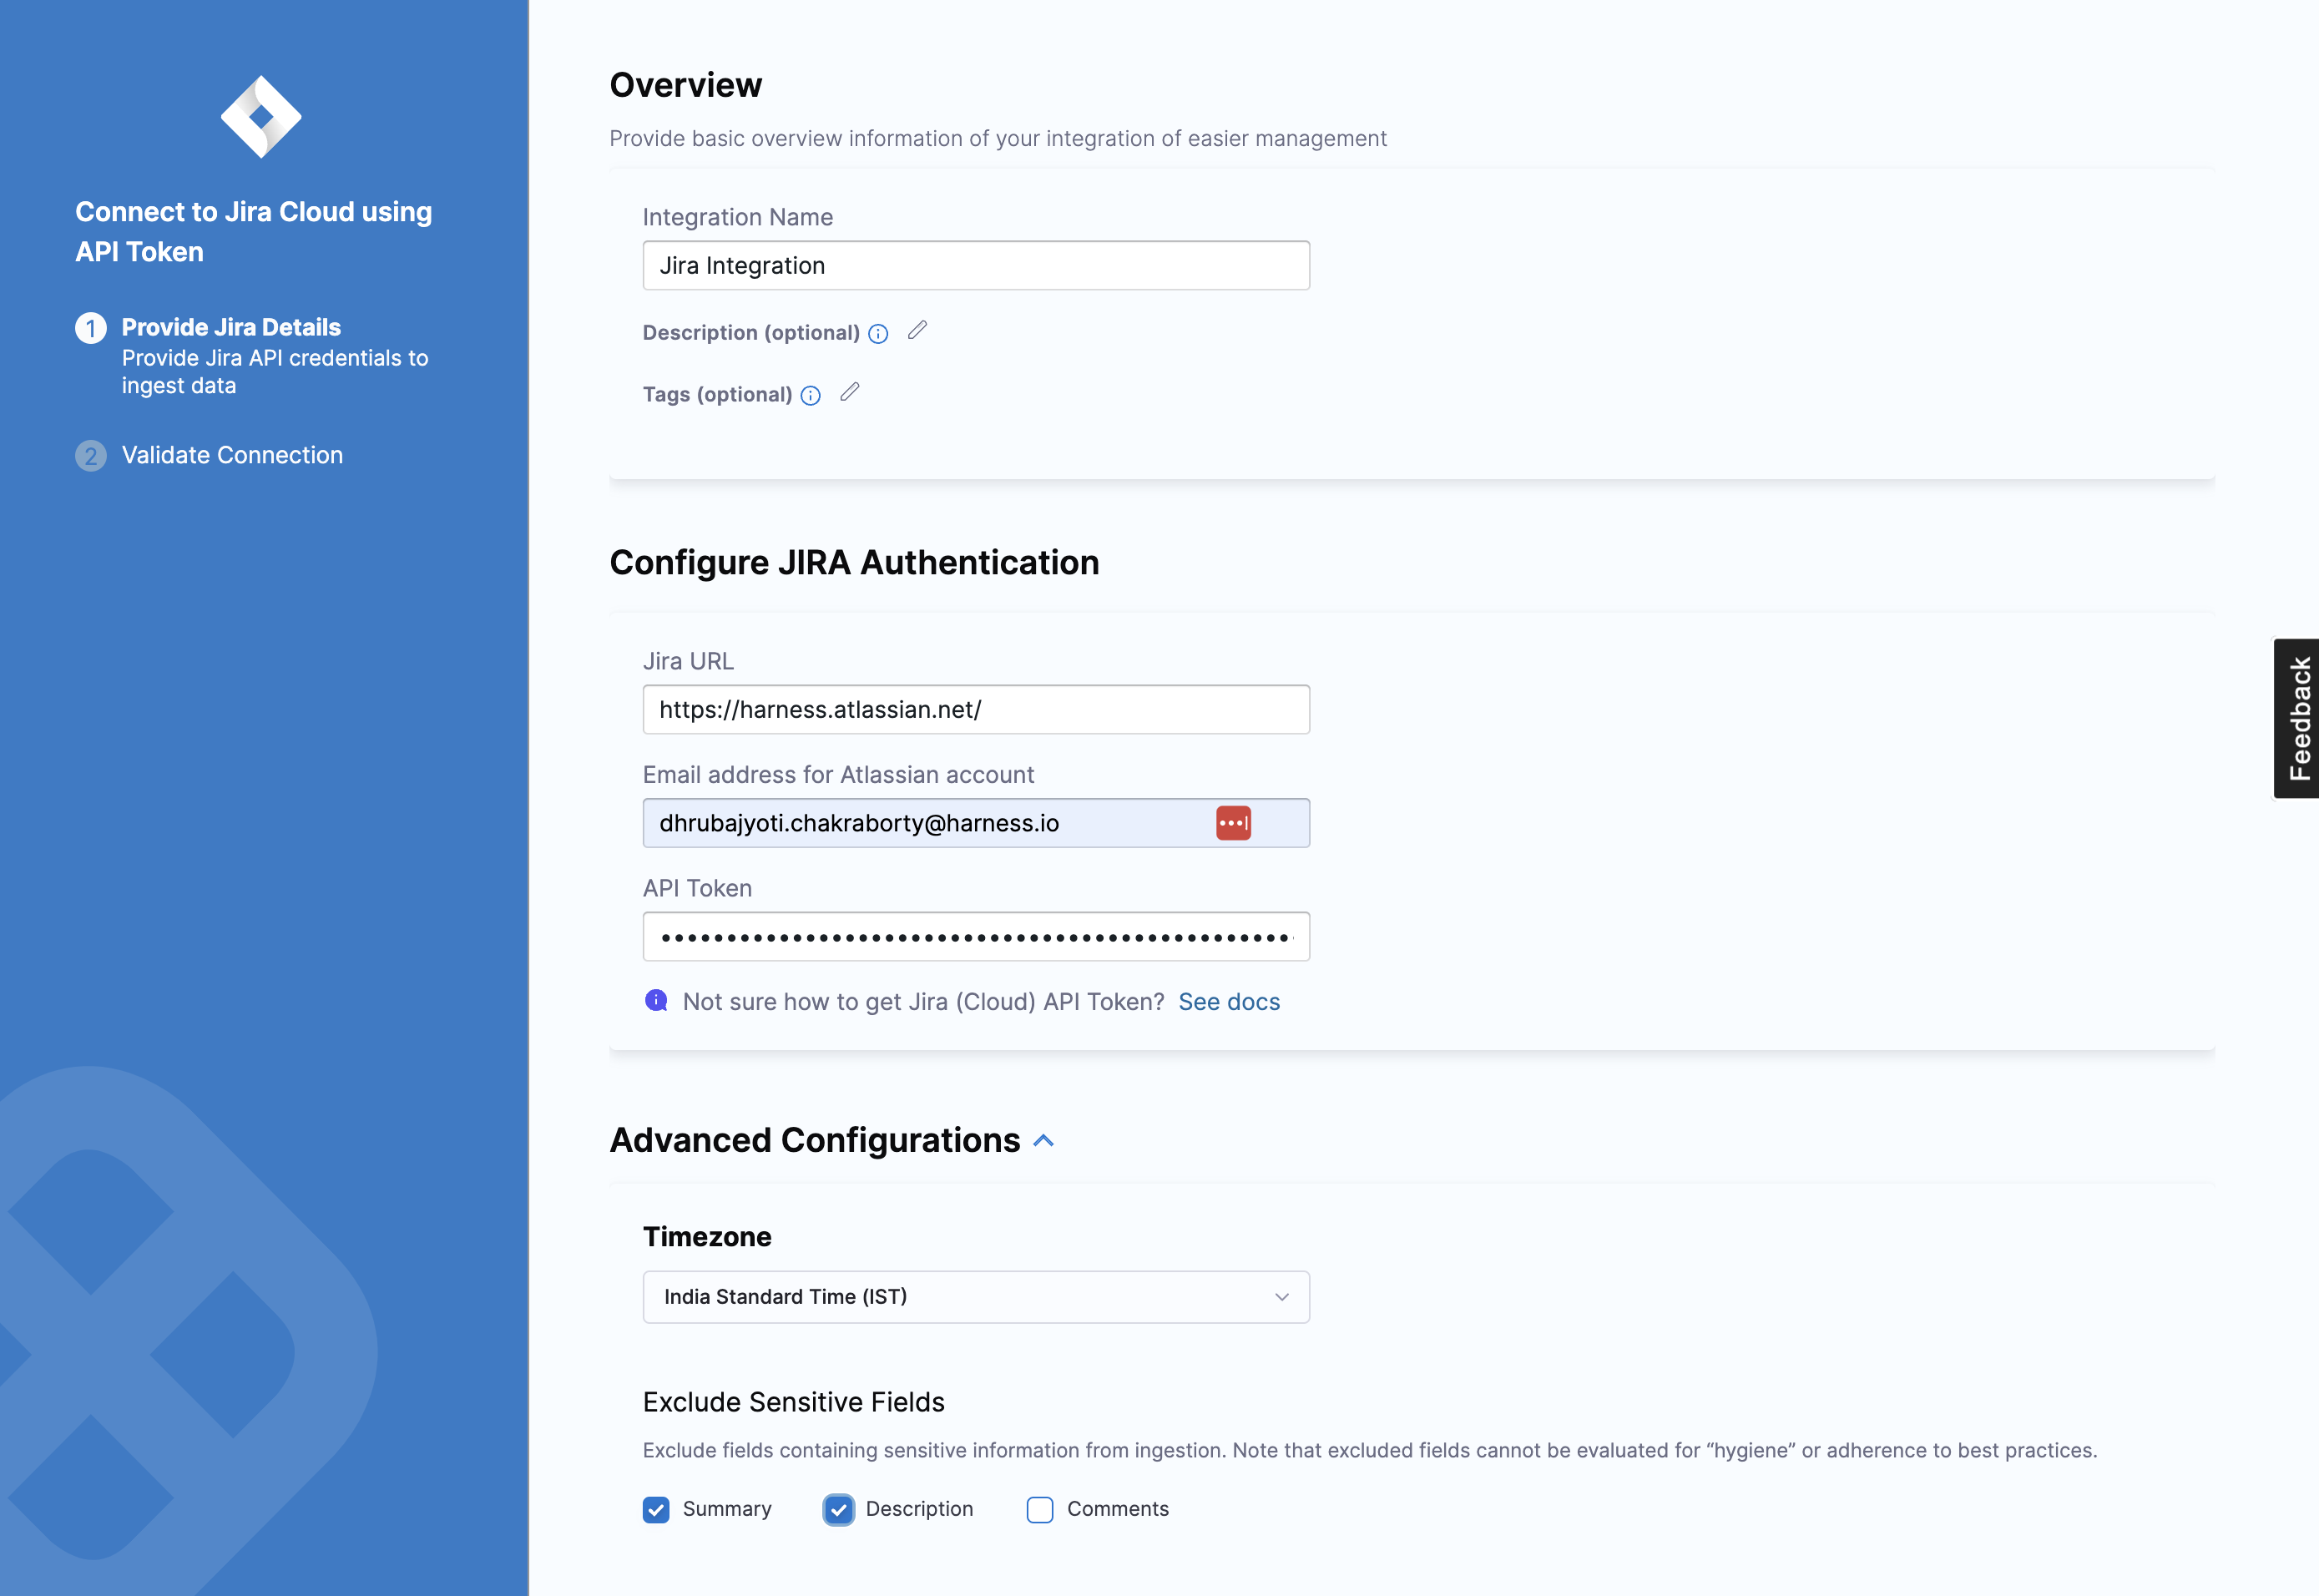 Connect to Jira Cloud using
API Token
1 Provide Jira Details
Provide Jira API credentials to
ingest data
2 Validate Connection
Overview
Provide basic overview information of your integration of easier management
Integration Name
Jira Integration
Description (optional)
Tags (optional)
Configure JIRA Authentication
Jira URL
https://harness.atlassian.net/
Email address for Atlassian account
dhrubajyoti.chakraborty@harness.io
API Token
Not sure how to get Jira (Cloud) API Token? See docs
Advanced Configurations
Timezone
India Standard Time (IST)
Exclude Sensitive Fields
Exclude fields containing sensitive information from ingestion. Note that excluded fields cannot be evaluated for “hygiene” or adherence to best practices.
Summary Description Comments
Feedback